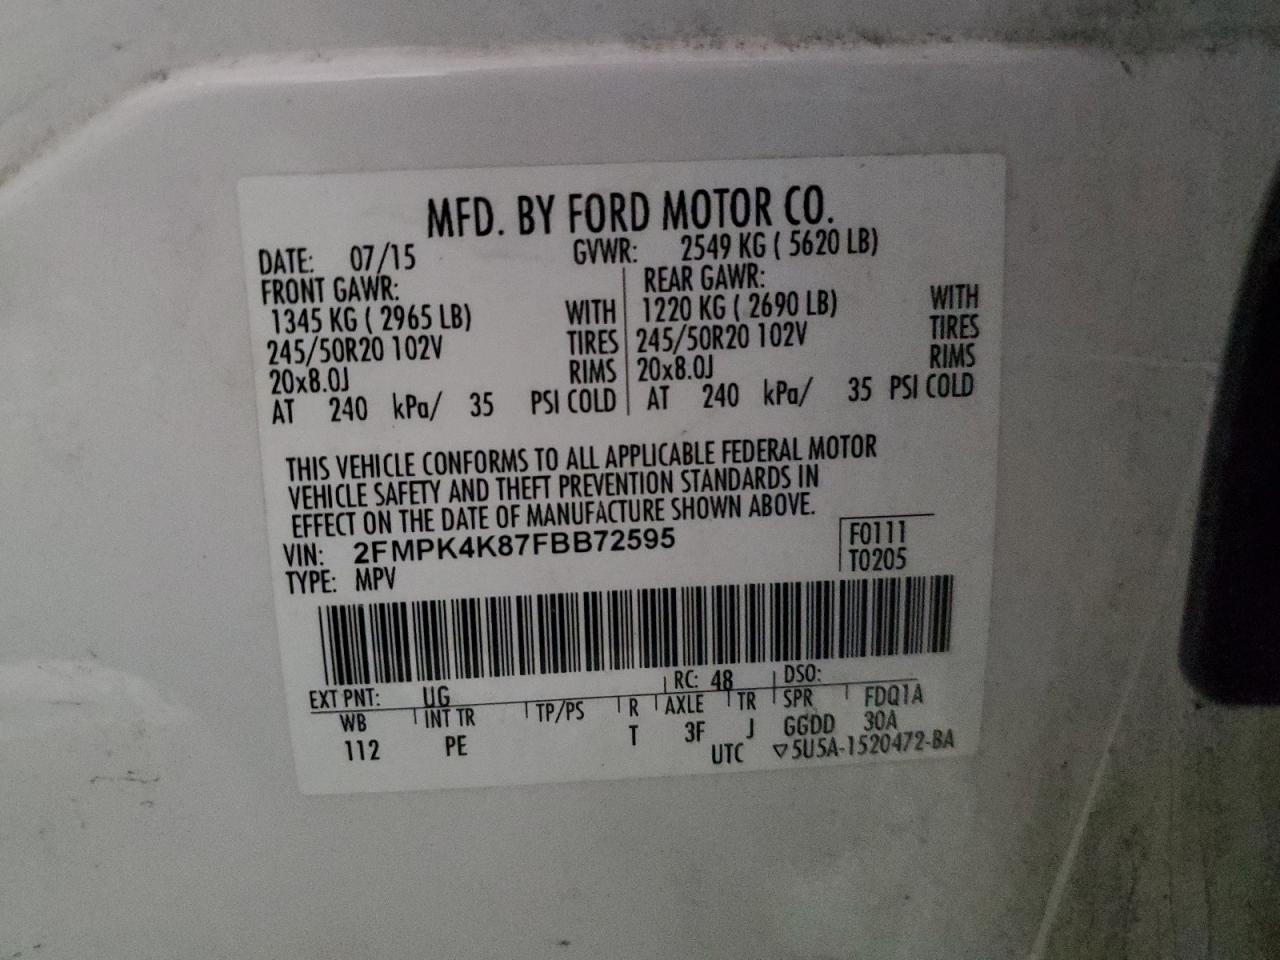 MFD. BY FORD MOTOR CO.
DATE: 07/15 GVWR: 2549 KG ( 5620 LB)
FRONT GAWR: REAR GAWR:
1345 KG ( 2965 LB) WITH 1220 KG ( 2690 LB) WITH
245/50R20 102V TIRES 245/50R20 102V TIRES
20x8.0J RIMS 20x8.0J RIMS
AT 240 kPa/ 35 PSI COLD AT 240 kPa/ 35 PSI COLD
THIS VEHICLE CONFORMS TO ALL APPLICABLE FEDERAL MOTOR
VEHICLE SAFETY AND THEFT PREVENTION STANDARDS IN
EFFECT ON THE DATE OF MANUFACTURE SHOWN ABOVE.
VIN: 2FMPK4K87FBB72595 F0111
TYPE: MPV T0205
EXT PNT: UG RC: 48 DSO:
WB INT TR TP/PS R AXLE TR SPR FDQ1A
112 PE T 3F J GGDD 30A
UTC ▽5U5A-1520472-BA